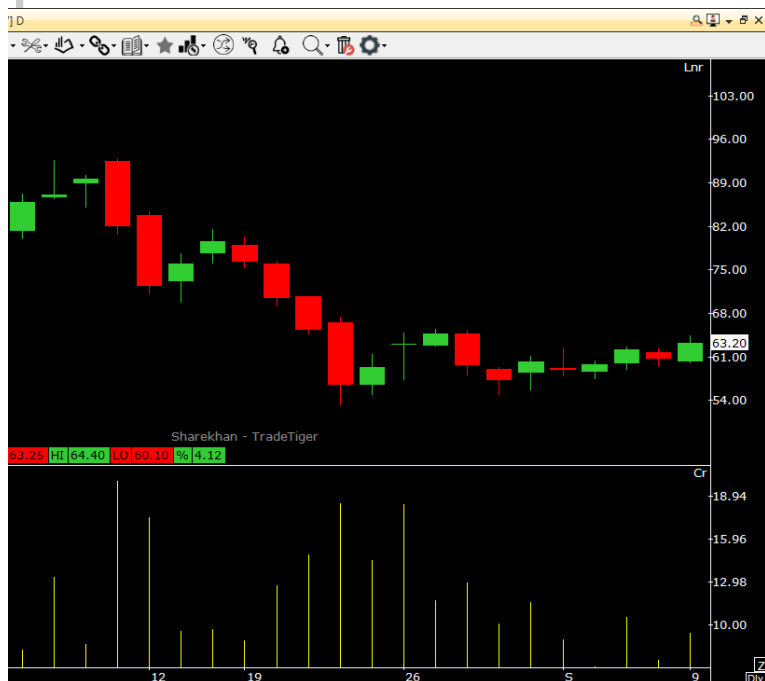 '] D
Lnr
103.00
96.00
89.00
82.00
75.00
68.00
63.20
61.00
54.00
Sharekhan - TradeTiger
63.25 HI 64.40 LO 60.10 % 4.12
Cr
18.94
15.96
12.98
10.00
Z
12 19 26 S 9 Dly